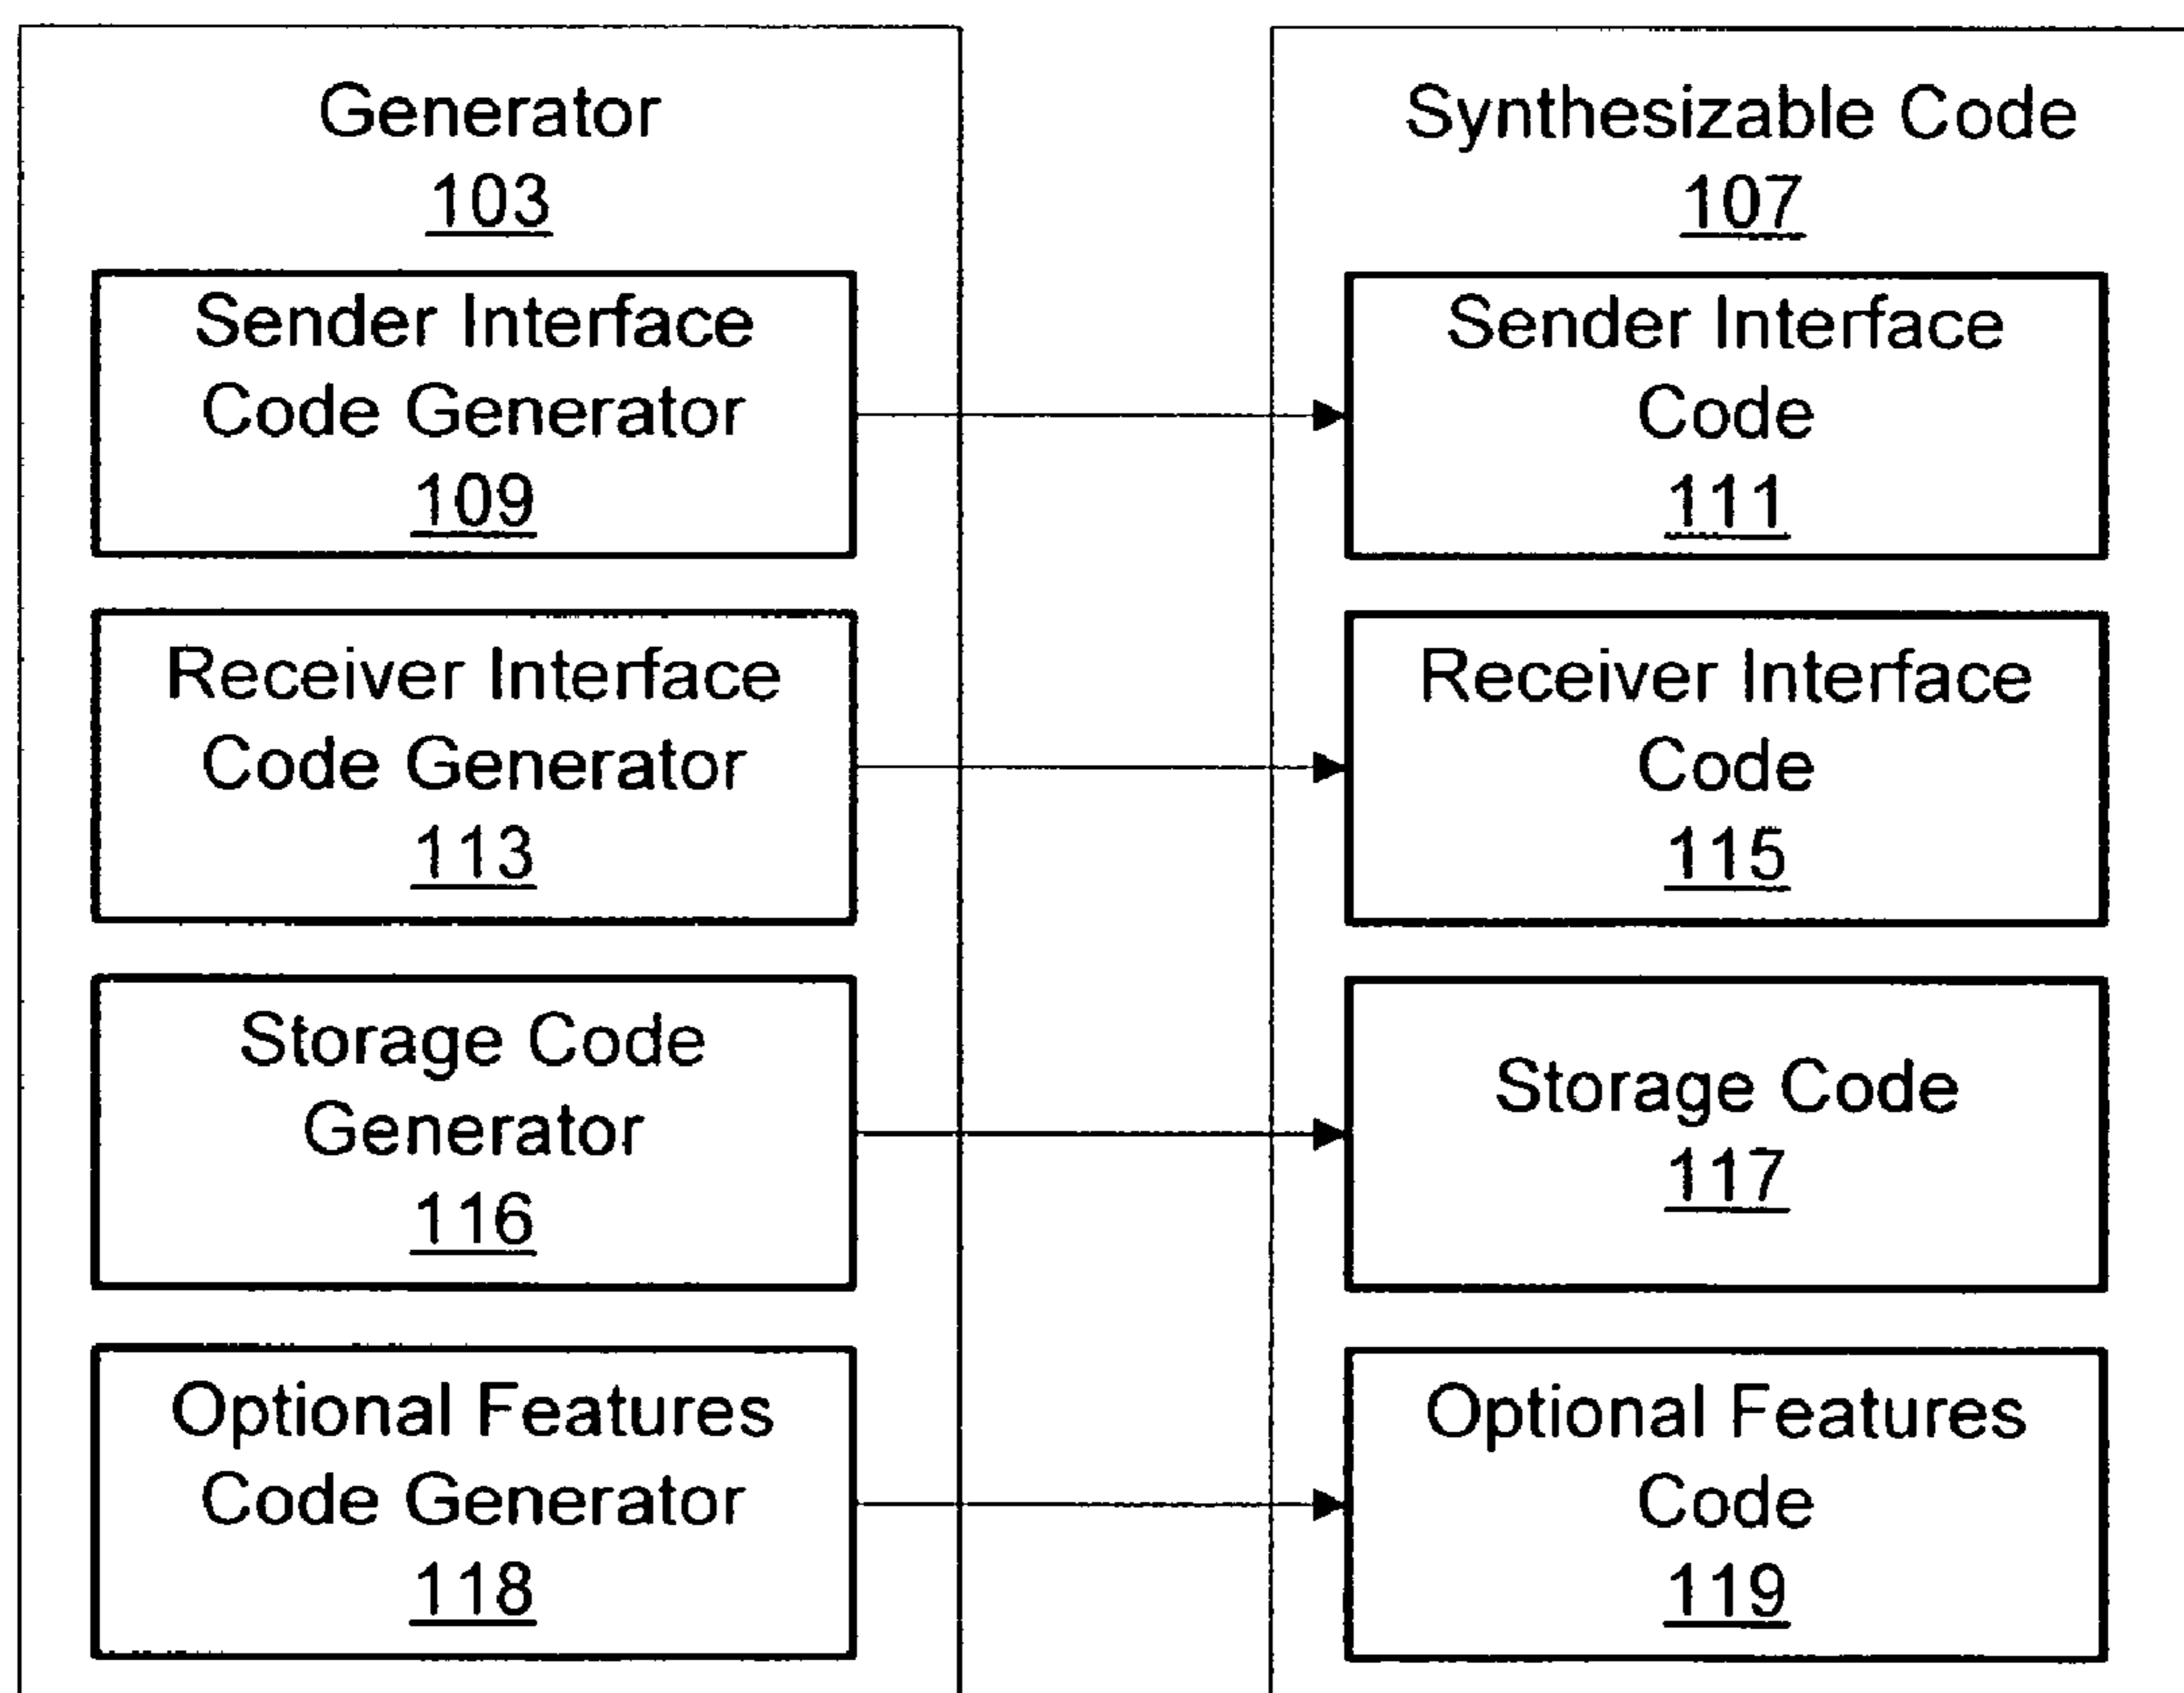 Generator
103
Sender Interface
Code Generator
109
Receiver Interface
Code Generator
113
Storage Code
Generator
116
Optional Features
Code Generator
118
Synthesizable Code
107
Sender Interface
Code
111
Receiver Interface
Code
115
Storage Code
117
Optional Features
Code
119